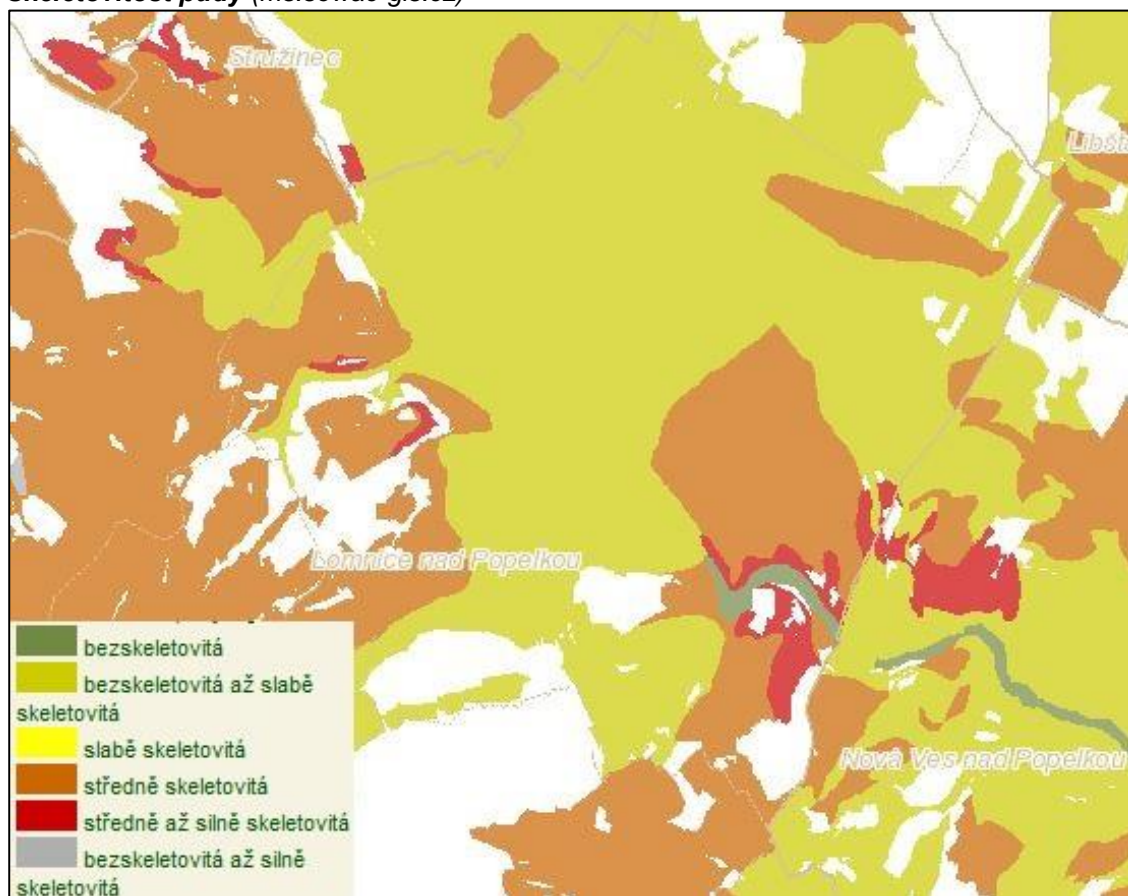 Stružinec
Lomnice nad Popelkou
Nová Ves nad Popelkou
bezskeletovitá
bezskeletovitá až slabě
skeletovitá
slabě skeletovitá
středně skeletovitá
středně až silně skeletovitá
bezskeletovitá až silně
skeletovitá